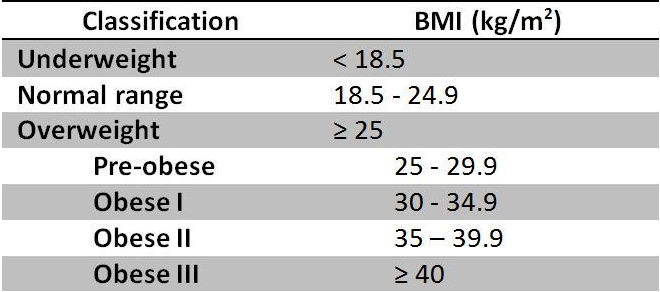 Classification BMI (kg/m²)
Underweight < 18.5
Normal range 18.5 - 24.9
Overweight ≥ 25
Pre-obese 25 - 29.9
Obese I 30 - 34.9
Obese II 35 – 39.9
Obese III ≥ 40